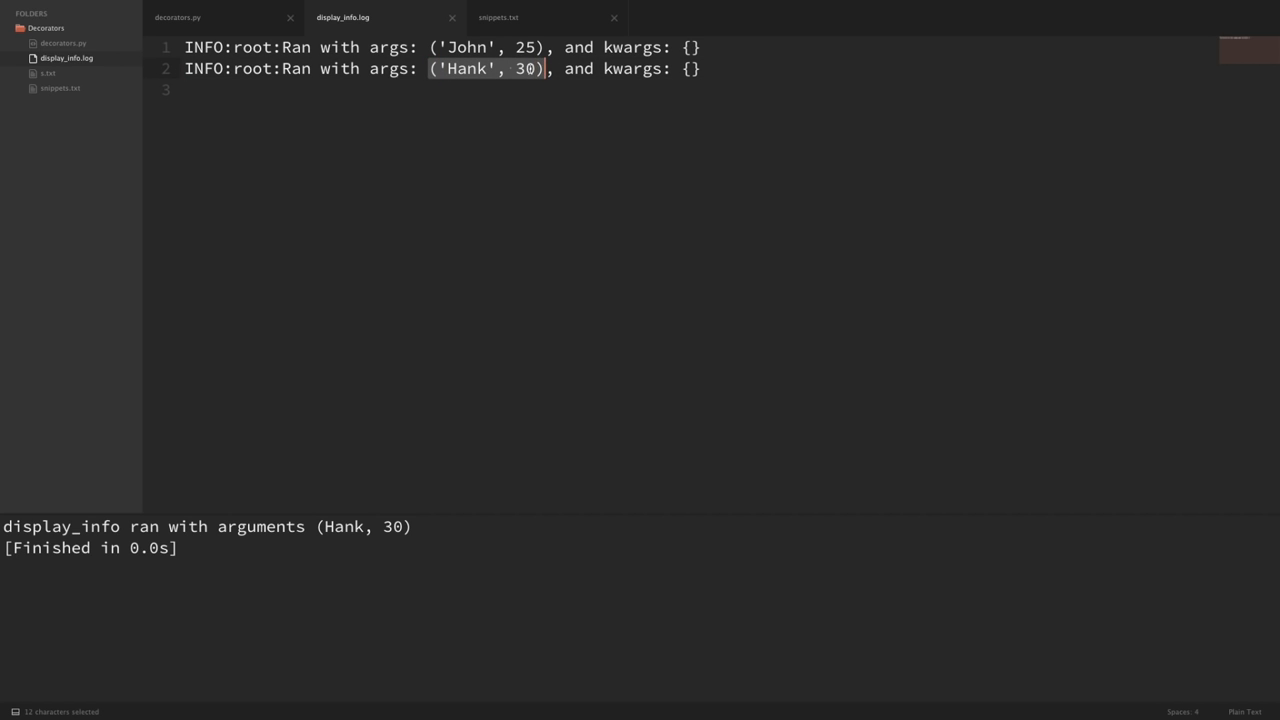 FOLDERS
Decorators
decorators.py
display_info.log
s.txt
snippets.txt
decorators.py
display_info.log
snippets.txt
1 INFO:root:Ran with args: ('John', 25), and kwargs: {}
2 INFO:root:Ran with args: ('Hank', 30), and kwargs: {}
3
display_info ran with arguments (Hank, 30)
[Finished in 0.0s]
12 characters selected
Spaces: 4
Plain Text